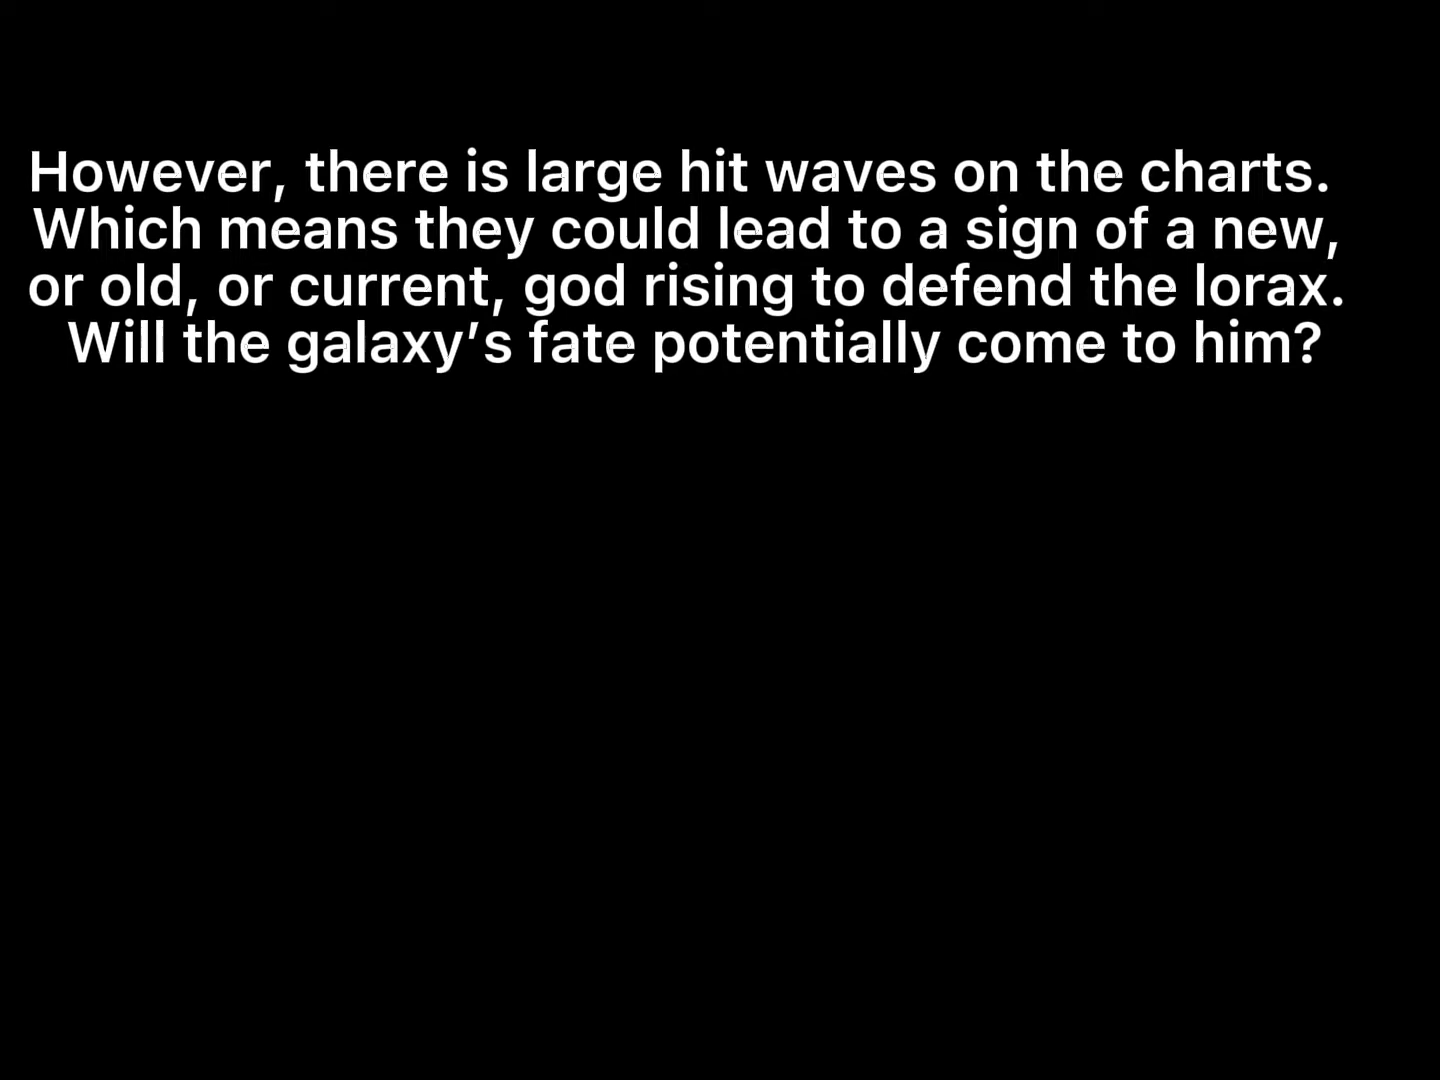 However, there is large hit waves on the charts.
Which means they could lead to a sign of a new,
or old, or current, god rising to defend the lorax.
Will the galaxy’s fate potentially come to him?